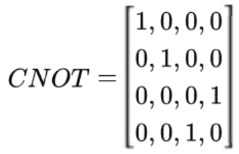 1, 0, 0, 0
0, 1, 0, 0
CNOT =
0, 0, 0, 1
0, 0, 1, 0